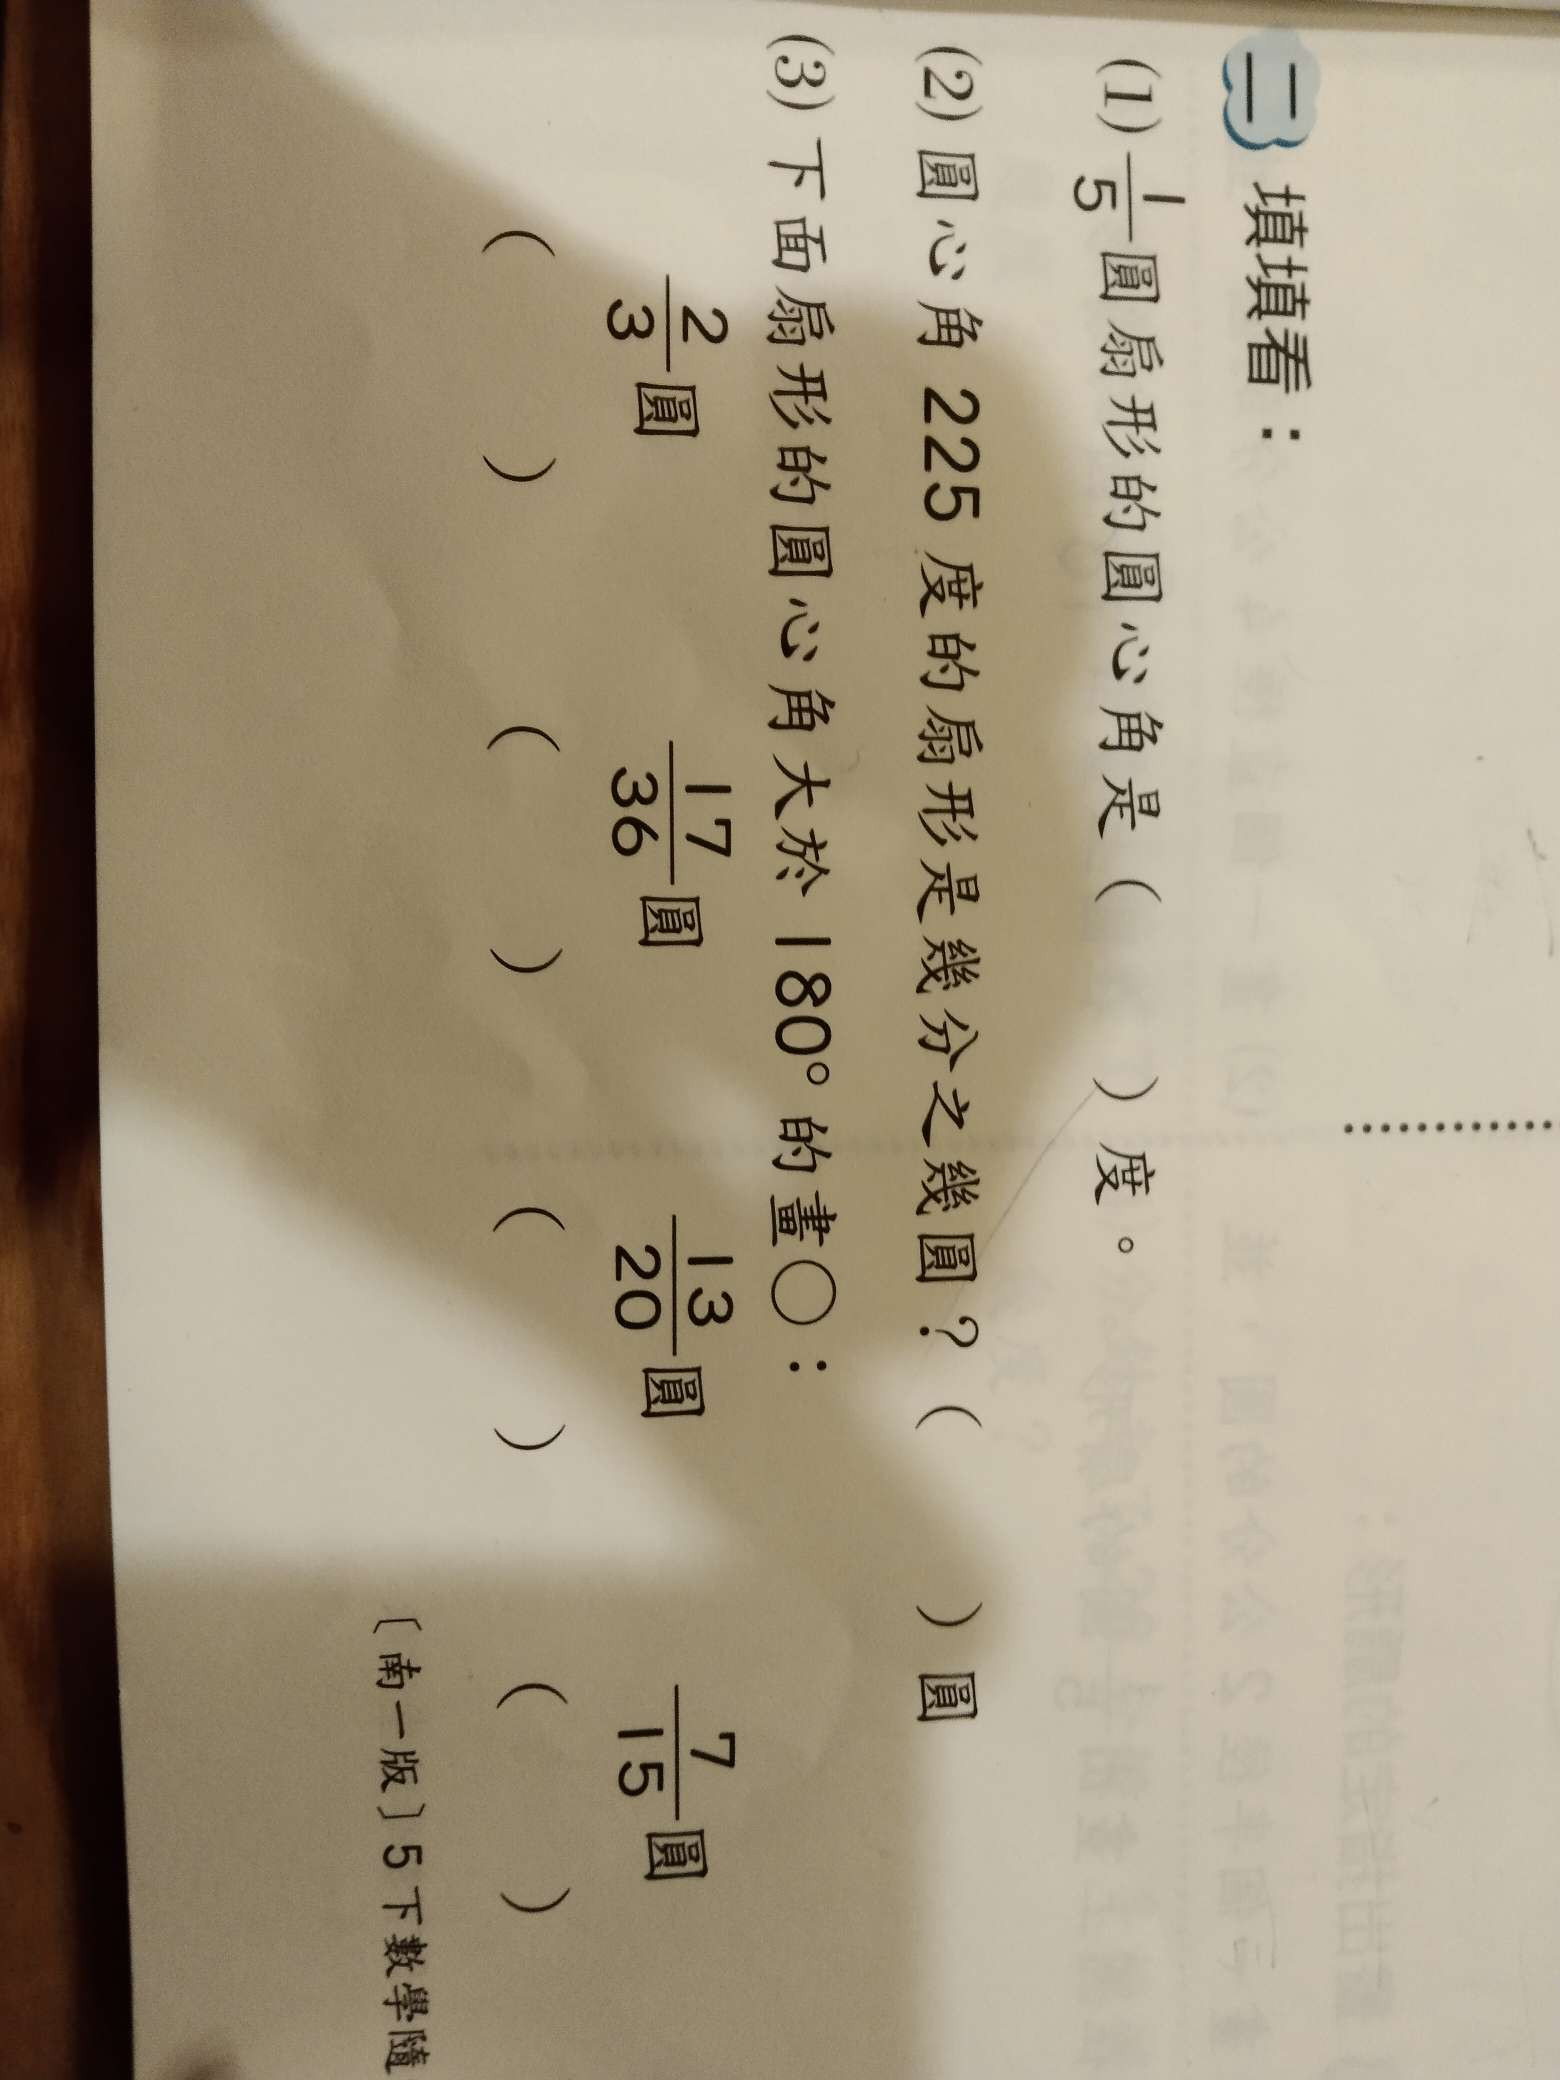 二 填填看：
(1) 1/5 圓扇形的圓心角是（ ）度。
(2) 圓心角 225 度的扇形是幾分之幾圓？（ ）圓
(3) 下面扇形的圓心角大於 180° 的畫○：
2/3 圓 17/36 圓 13/20 圓 7/15 圓
（ ） （ ） （ ） （ ）
〔南一版〕5 下數學隨